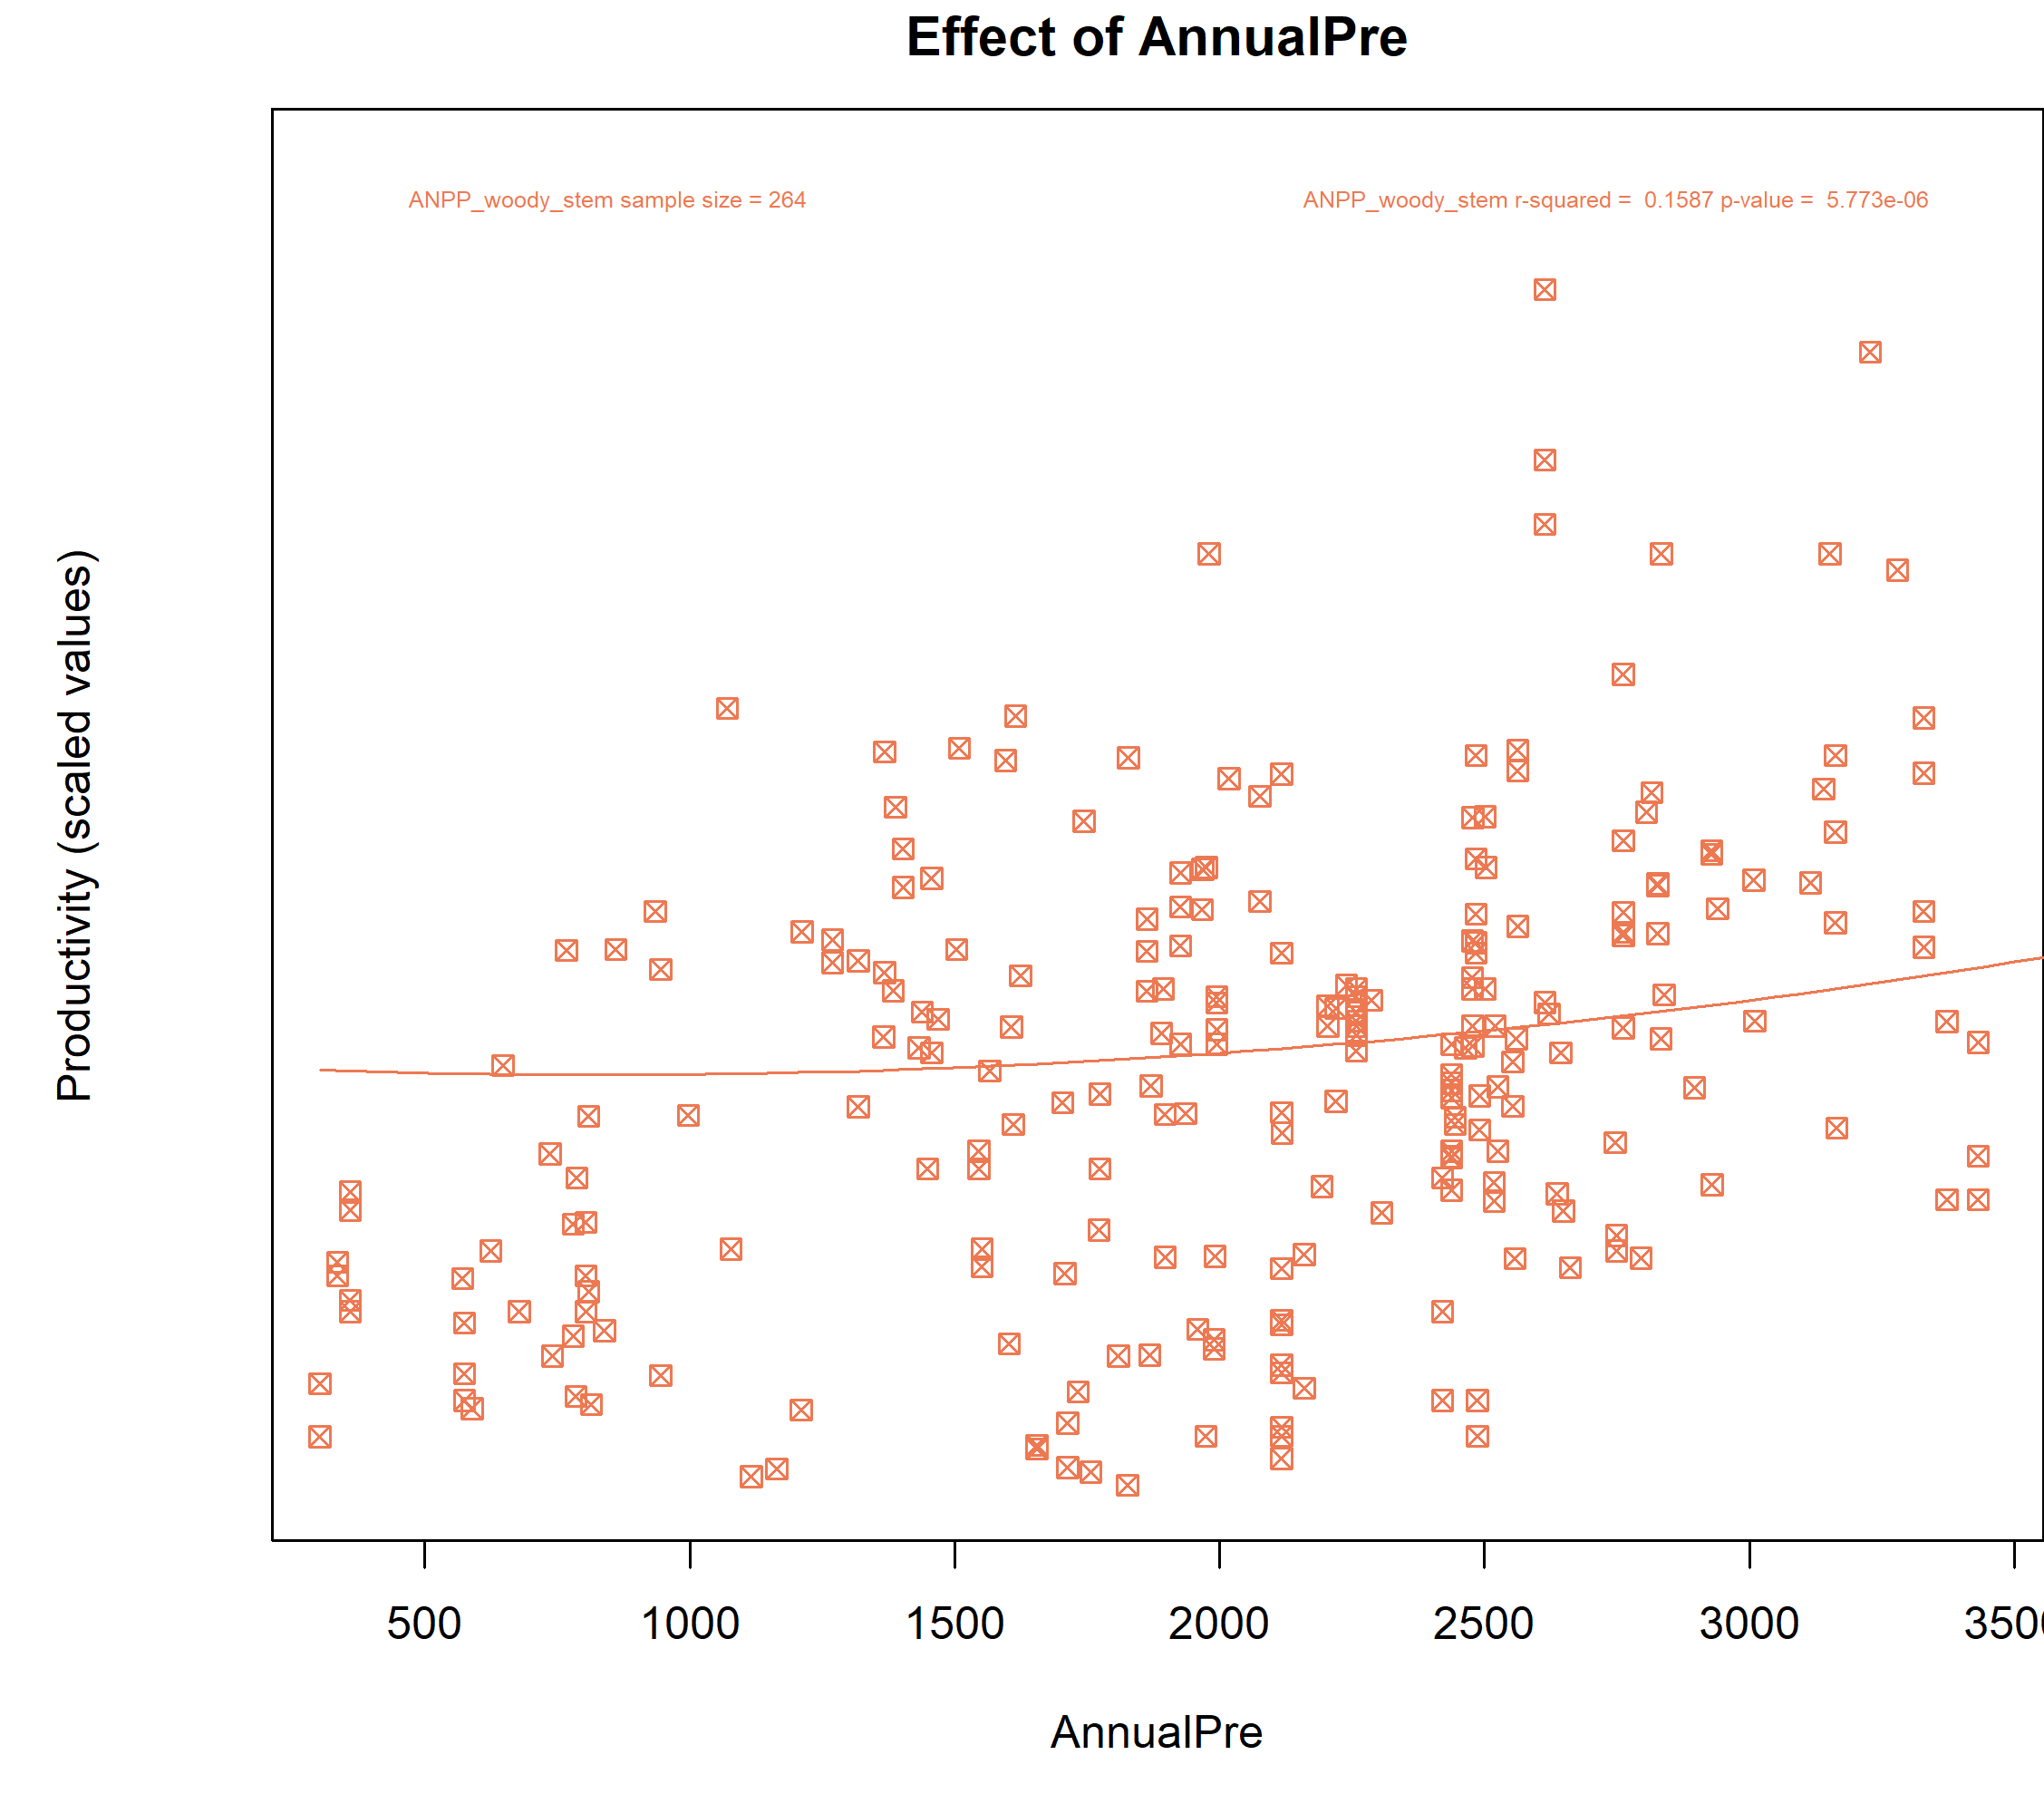 Effect of AnnualPre
ANPP_woody_stem sample size = 264
ANPP_woody_stem r-squared =  0.1587 p-value =  5.773e-06
Productivity (scaled values)
500 1000 1500 2000 2500 3000 3500
AnnualPre